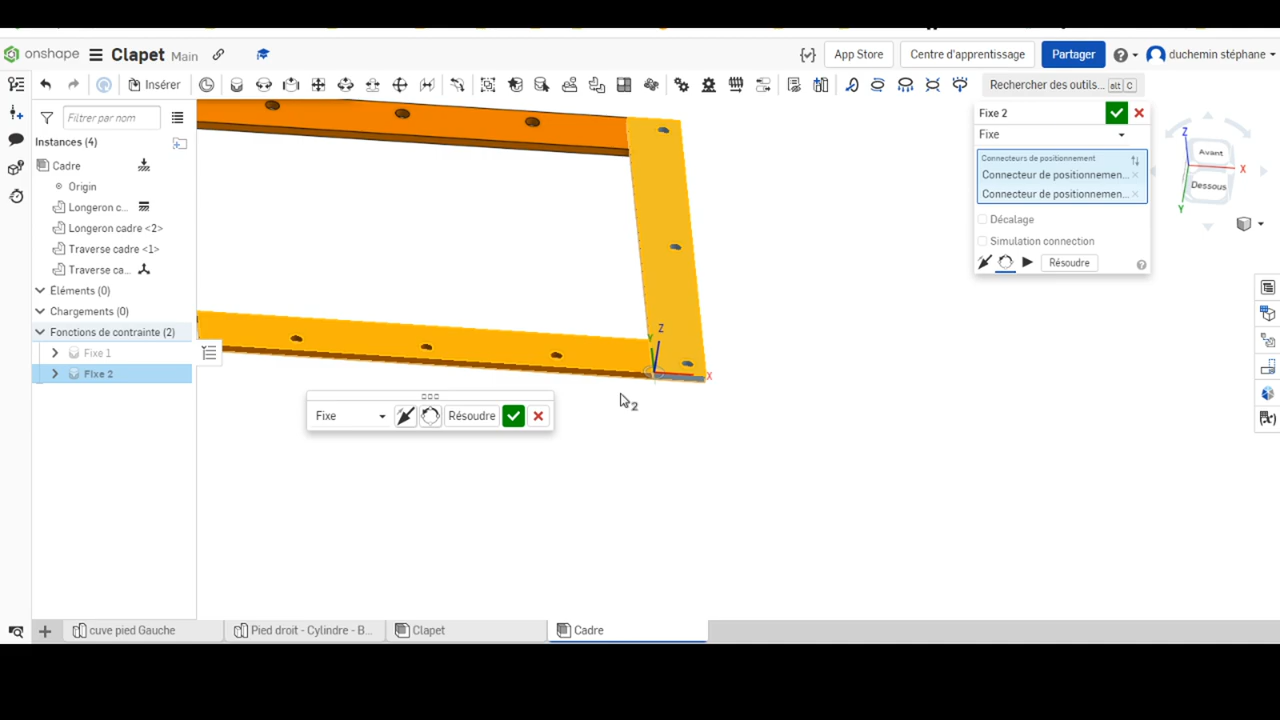 onshape Clapet Main
App Store
Centre d'apprentissage
Partager
duchemin stéphane
Insérer
Rechercher des outils... alt C
Filtrer par nom
Instances (4)
Cadre
Origin
Longeron c...
Longeron cadre <2>
Traverse cadre <1>
Traverse ca...
Éléments (0)
Chargements (0)
Fonctions de contrainte (2)
Fixe 1
Fixe 2
Z
Y
X
2
Fixe
Résoudre
Fixe 2
Fixe
Connecteurs de positionnement
Connecteur de positionnemen...
Connecteur de positionnemen...
Décalage
Simulation connection
Résoudre
Z
Avant
X
Dessous
Y
cuve pied Gauche
Pied droit - Cylindre - B...
Clapet
Cadre